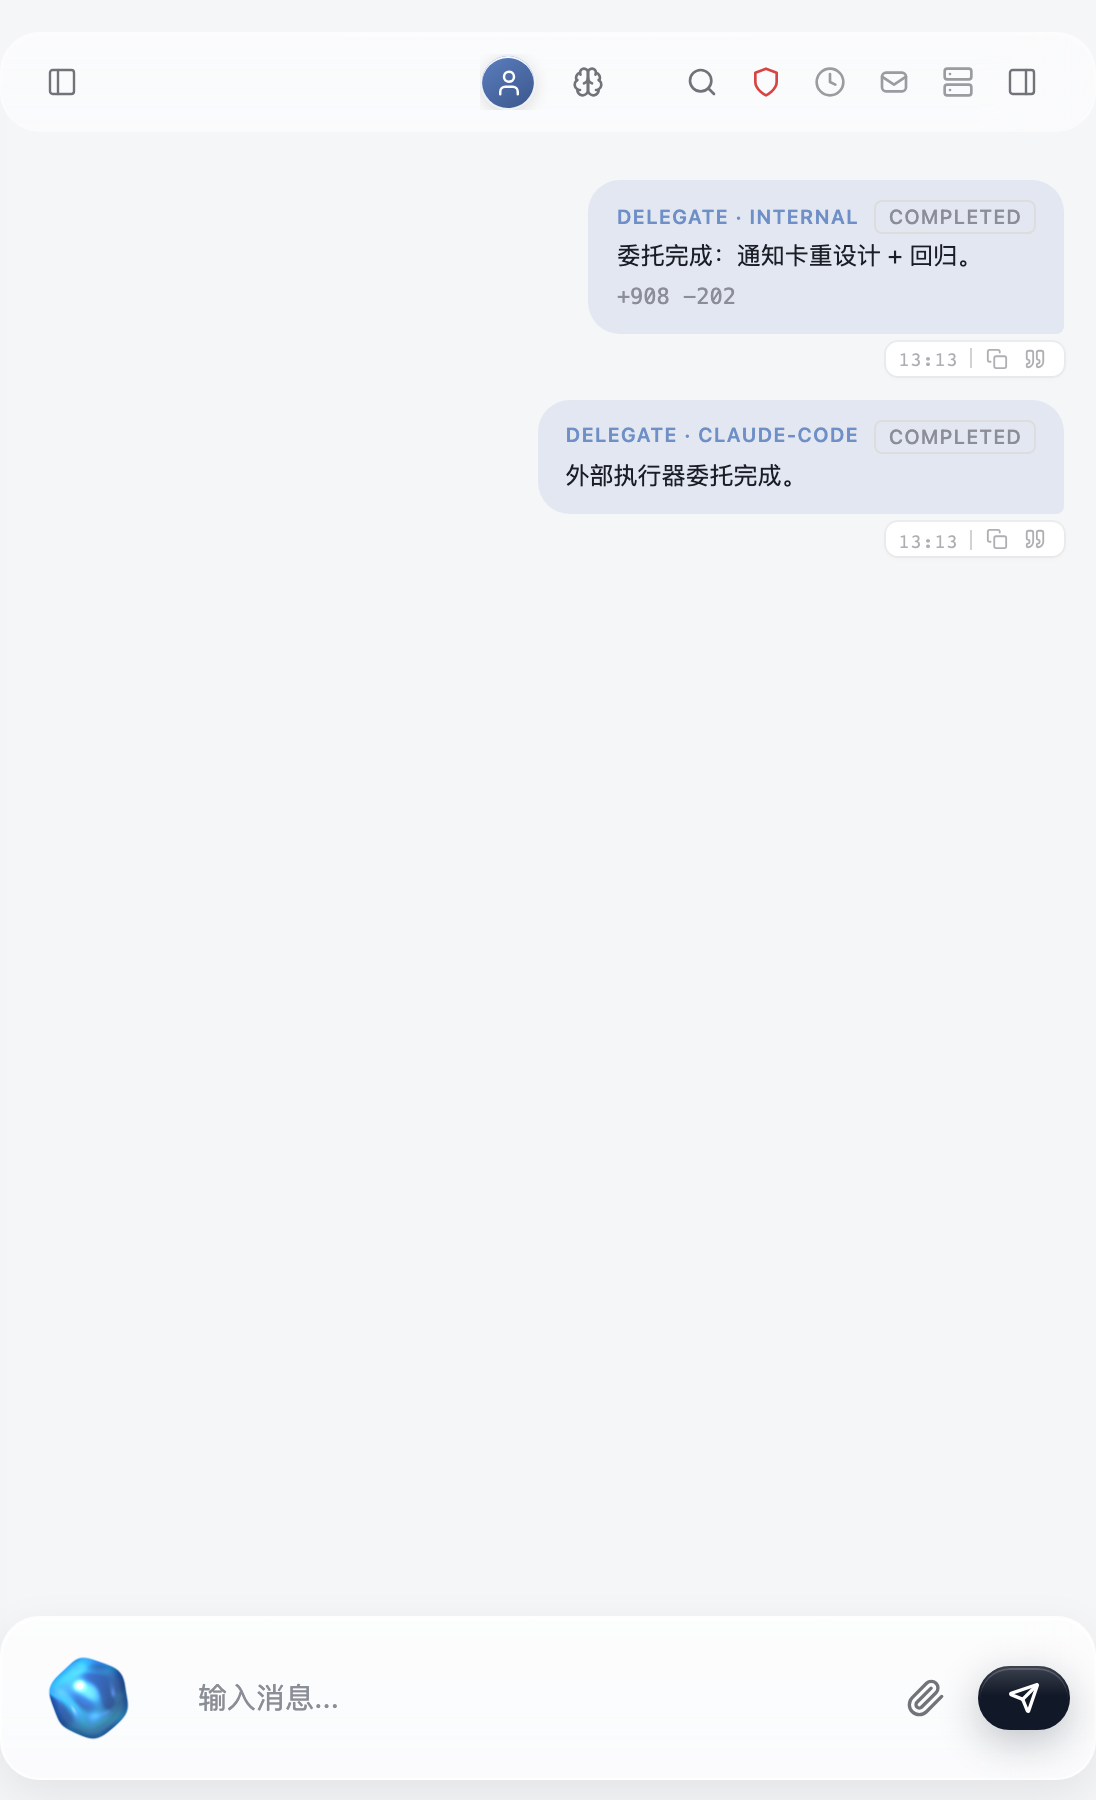 DELEGATE · INTERNAL COMPLETED
委托完成：通知卡重设计 + 回归。
+908 −202
13:13
DELEGATE · CLAUDE-CODE COMPLETED
外部执行器委托完成。
13:13
输入消息...